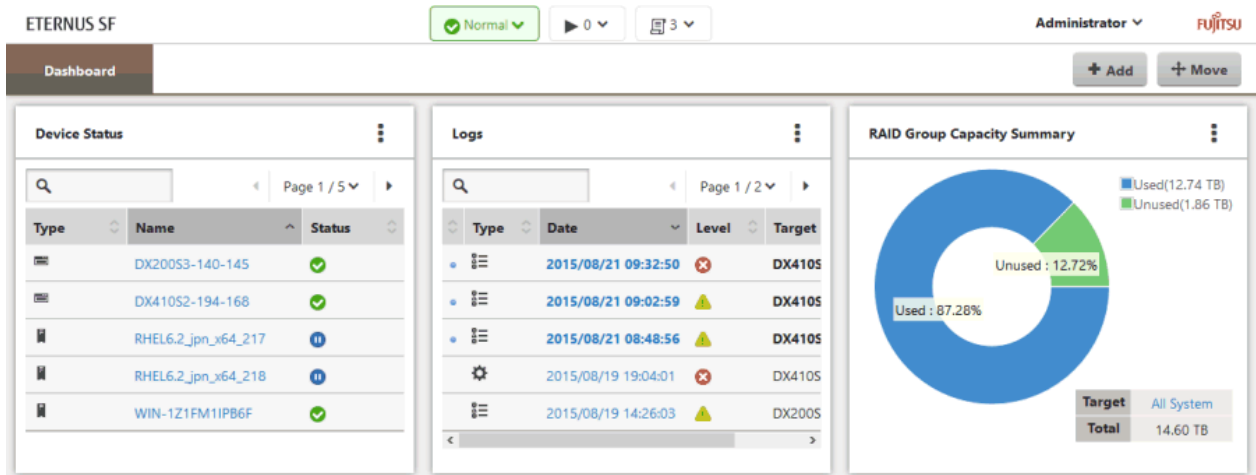 ETERNUS SF
Normal
0
3
Administrator
FUJITSU
Dashboard
Add
Move
Device Status
Page 1 / 5
Type Name Status
DX200S3-140-145
DX410S2-194-168
RHEL6.2_jpn_x64_217
RHEL6.2_jpn_x64_218
WIN-1Z1FM1IPB6F
Logs
Page 1 / 2
Type Date Level Target
2015/08/21 09:32:50 DX410S
2015/08/21 09:02:59 DX410S
2015/08/21 08:48:56 DX410S
2015/08/19 19:04:01 DX410S
2015/08/19 14:26:03 DX200S
RAID Group Capacity Summary
Used(12.74 TB)
Unused(1.86 TB)
Unused : 12.72%
Used : 87.28%
Target All System
Total 14.60 TB